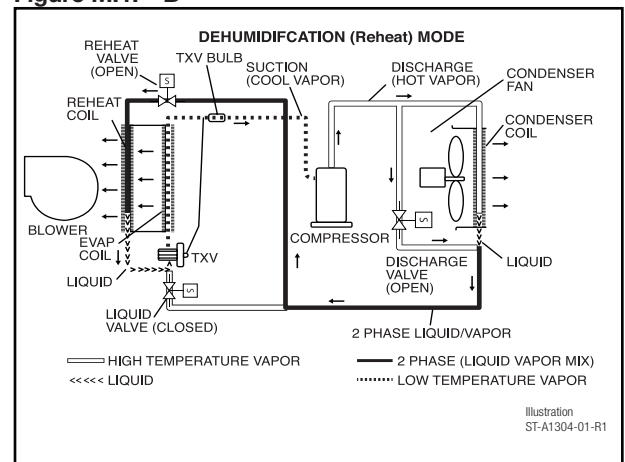 DEHUMIDIFCATION (Reheat) MODE
REHEAT
VALVE
(OPEN)
TXV BULB
SUCTION
(COOL VAPOR)
DISCHARGE
(HOT VAPOR)
CONDENSER
FAN
S
REHEAT
COIL
CONDENSER
COIL
BLOWER
EVAP
COIL
TXV
COMPRESSOR
S
LIQUID
DISCHARGE
VALVE
(OPEN)
LIQUID
S
LIQUID
VALVE (CLOSED)
2 PHASE LIQUID/VAPOR
HIGH TEMPERATURE VAPOR
2 PHASE (LIQUID VAPOR MIX)
<<<<< LIQUID
LOW TEMPERATURE VAPOR
Illustration
ST-A1304-01-R1